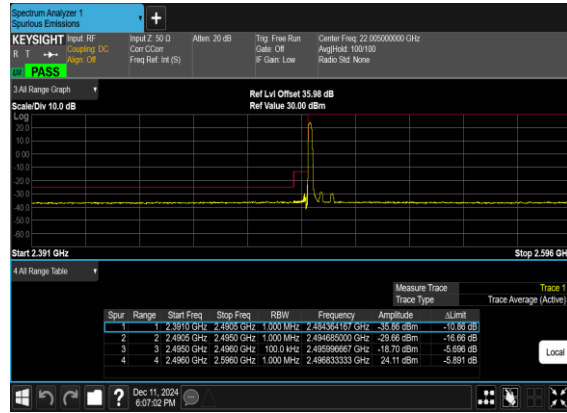 Spectrum Analyzer 1
Spurious Emissions
+
KEYSIGHT Input: RF Input Z: 50 Ω Atten: 20 dB Trig: Free Run Center Freq: 22.005000000 GHz
R T Coupling: DC Corr CCorr Gate: Off Avg|Hold: 100/100
Align: Off Freq Ref: Int (S) IF Gain: Low Radio Std: None
LXI PASS
3 All Range Graph
Ref Lvl Offset 35.98 dB
Scale/Div 10.0 dB Ref Value 30.00 dBm
Log
20.0
10.0
0.00
-10.0
-20.0
-30.0
-40.0
-50.0
-60.0
Start 2.391 GHz Stop 2.596 GHz
4 All Range Table
Measure Trace Trace 1
Trace Type Trace Average (Active)
Spur Range Start Freq Stop Freq RBW Frequency Amplitude ΔLimit
1 1 2.3910 GHz 2.4905 GHz 1.000 MHz 2.484364167 GHz -35.86 dBm -10.86 dB
2 2 2.4905 GHz 2.4950 GHz 1.000 MHz 2.494685000 GHz -29.66 dBm -16.66 dB
3 3 2.4950 GHz 2.4960 GHz 100.0 kHz 2.495996667 GHz -18.70 dBm -5.696 dB
4 4 2.4960 GHz 2.5960 GHz 1.000 MHz 2.496833333 GHz 24.11 dBm -5.891 dB
Local
? Dec 11, 2024
6:07:02 PM